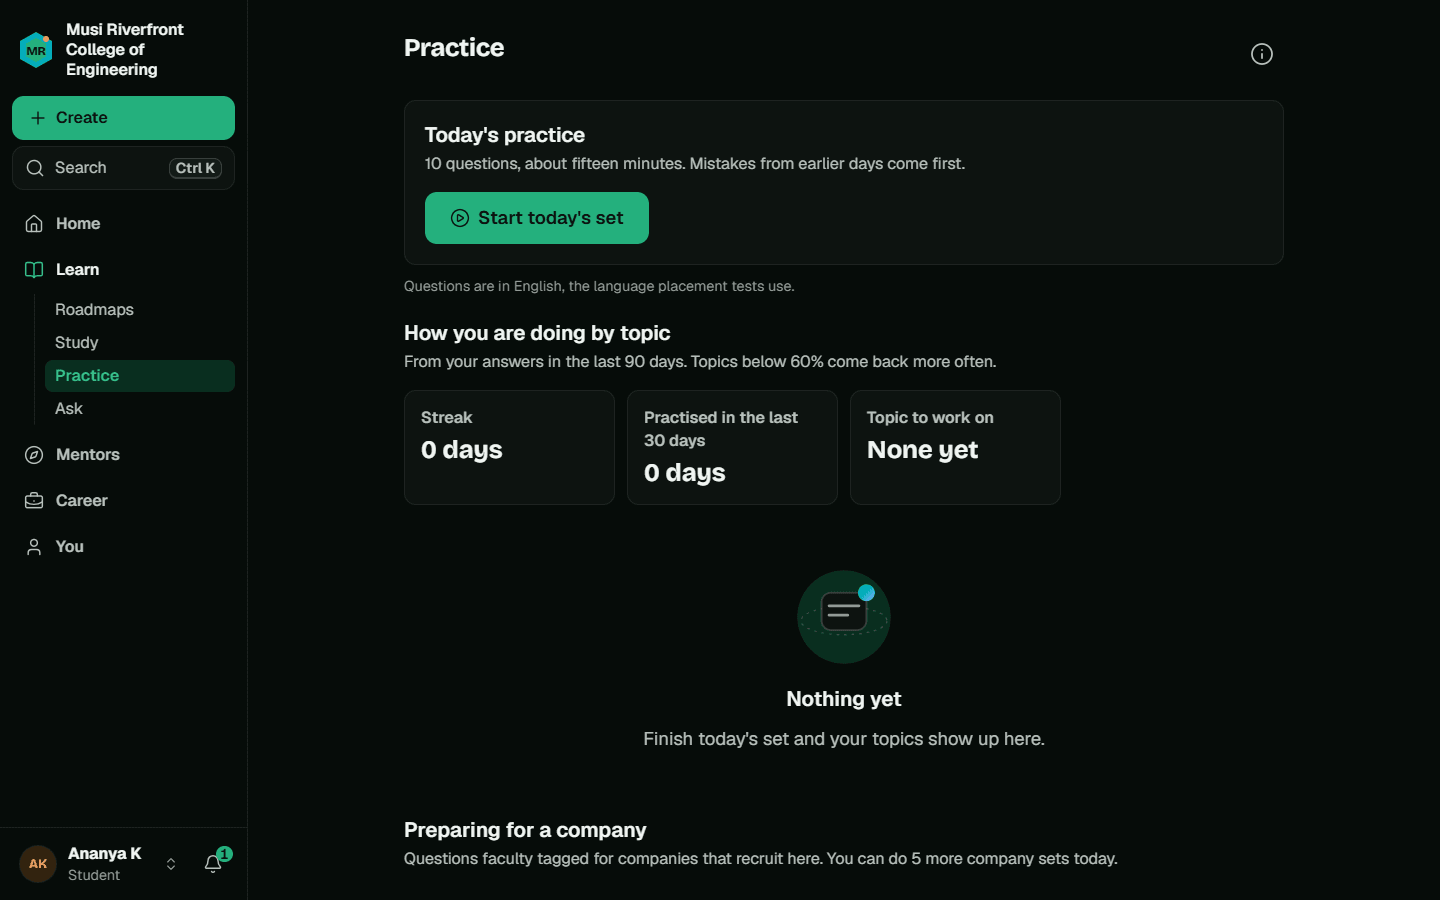 MR
Musi Riverfront
College of
Engineering
Create
Search
Ctrl K
Home
Learn
Roadmaps
Study
Practice
Ask
Mentors
Career
You
AK
Ananya K
Student
1
Practice
Today's practice
10 questions, about fifteen minutes. Mistakes from earlier days come first.
Start today's set
Questions are in English, the language placement tests use.
How you are doing by topic
From your answers in the last 90 days. Topics below 60% come back more often.
Streak
0 days
Practised in the last
30 days
0 days
Topic to work on
None yet
Nothing yet
Finish today's set and your topics show up here.
Preparing for a company
Questions faculty tagged for companies that recruit here. You can do 5 more company sets today.